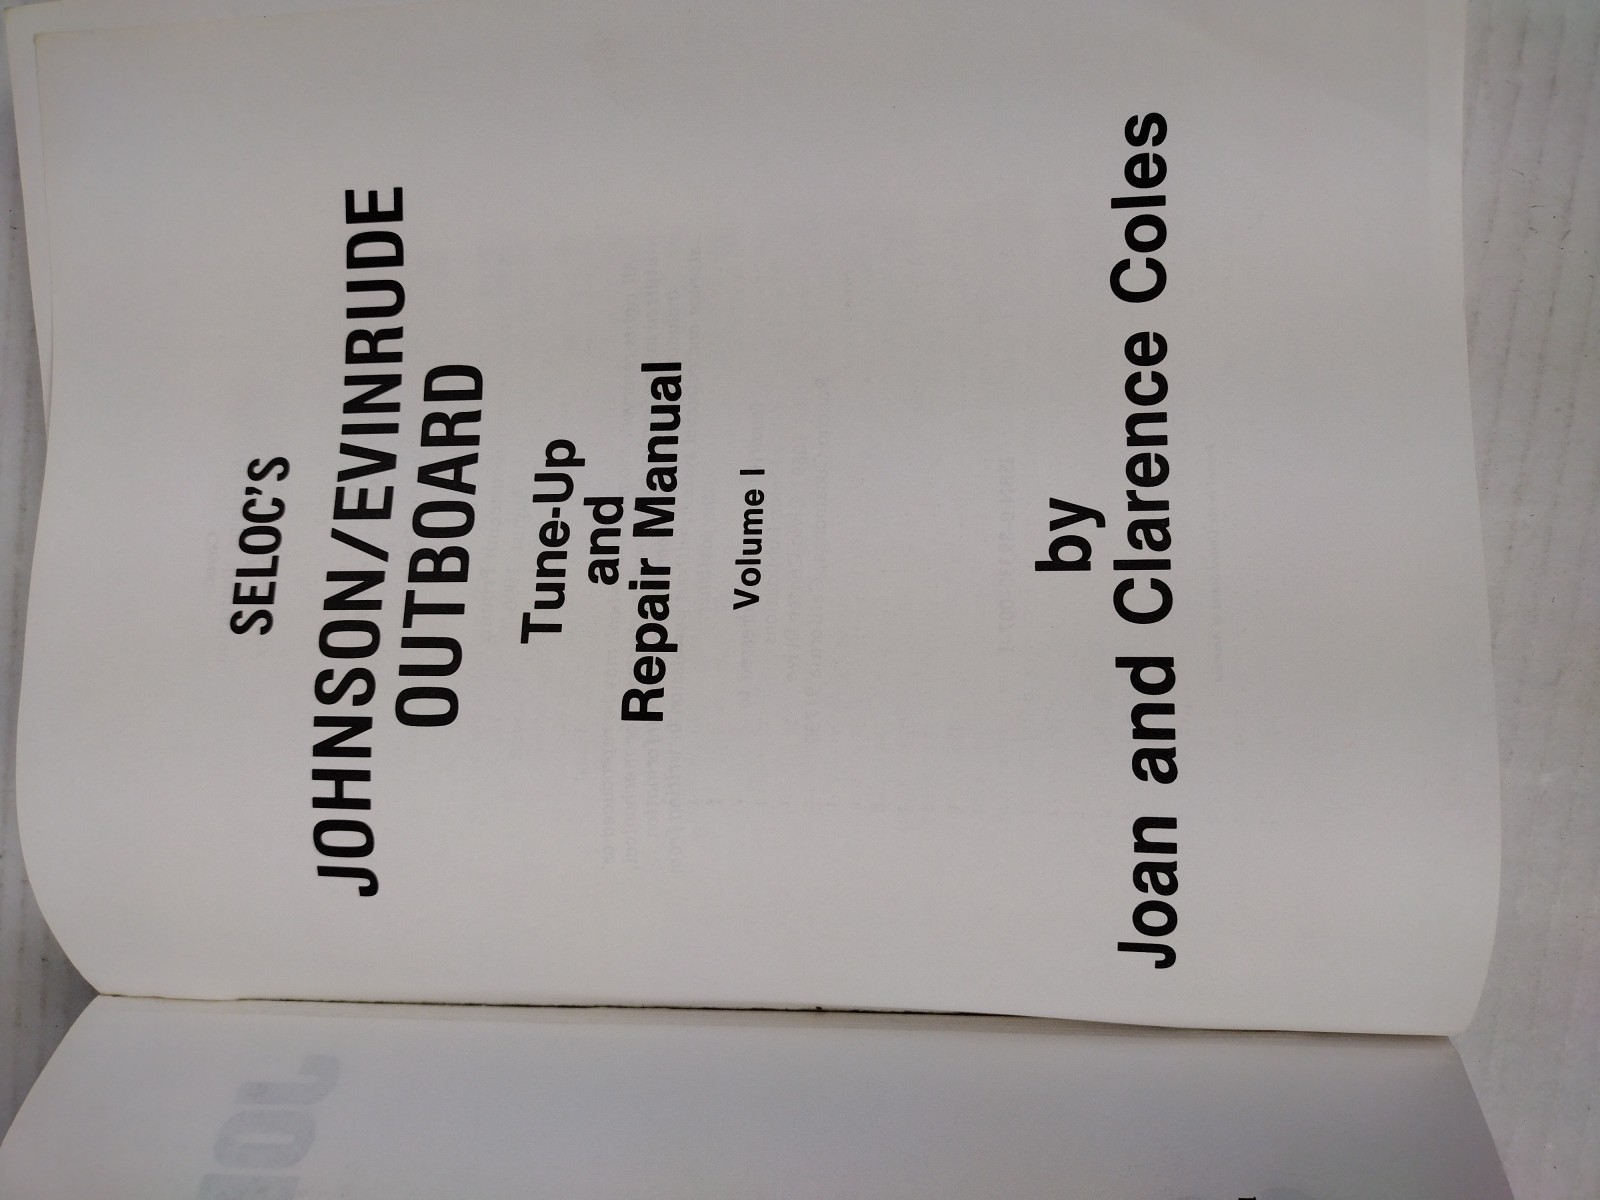 SELOC'S
JOHNSON/EVINRUDE
OUTBOARD
Tune-Up
and
Repair Manual
Volume I
by
Joan and Clarence Coles